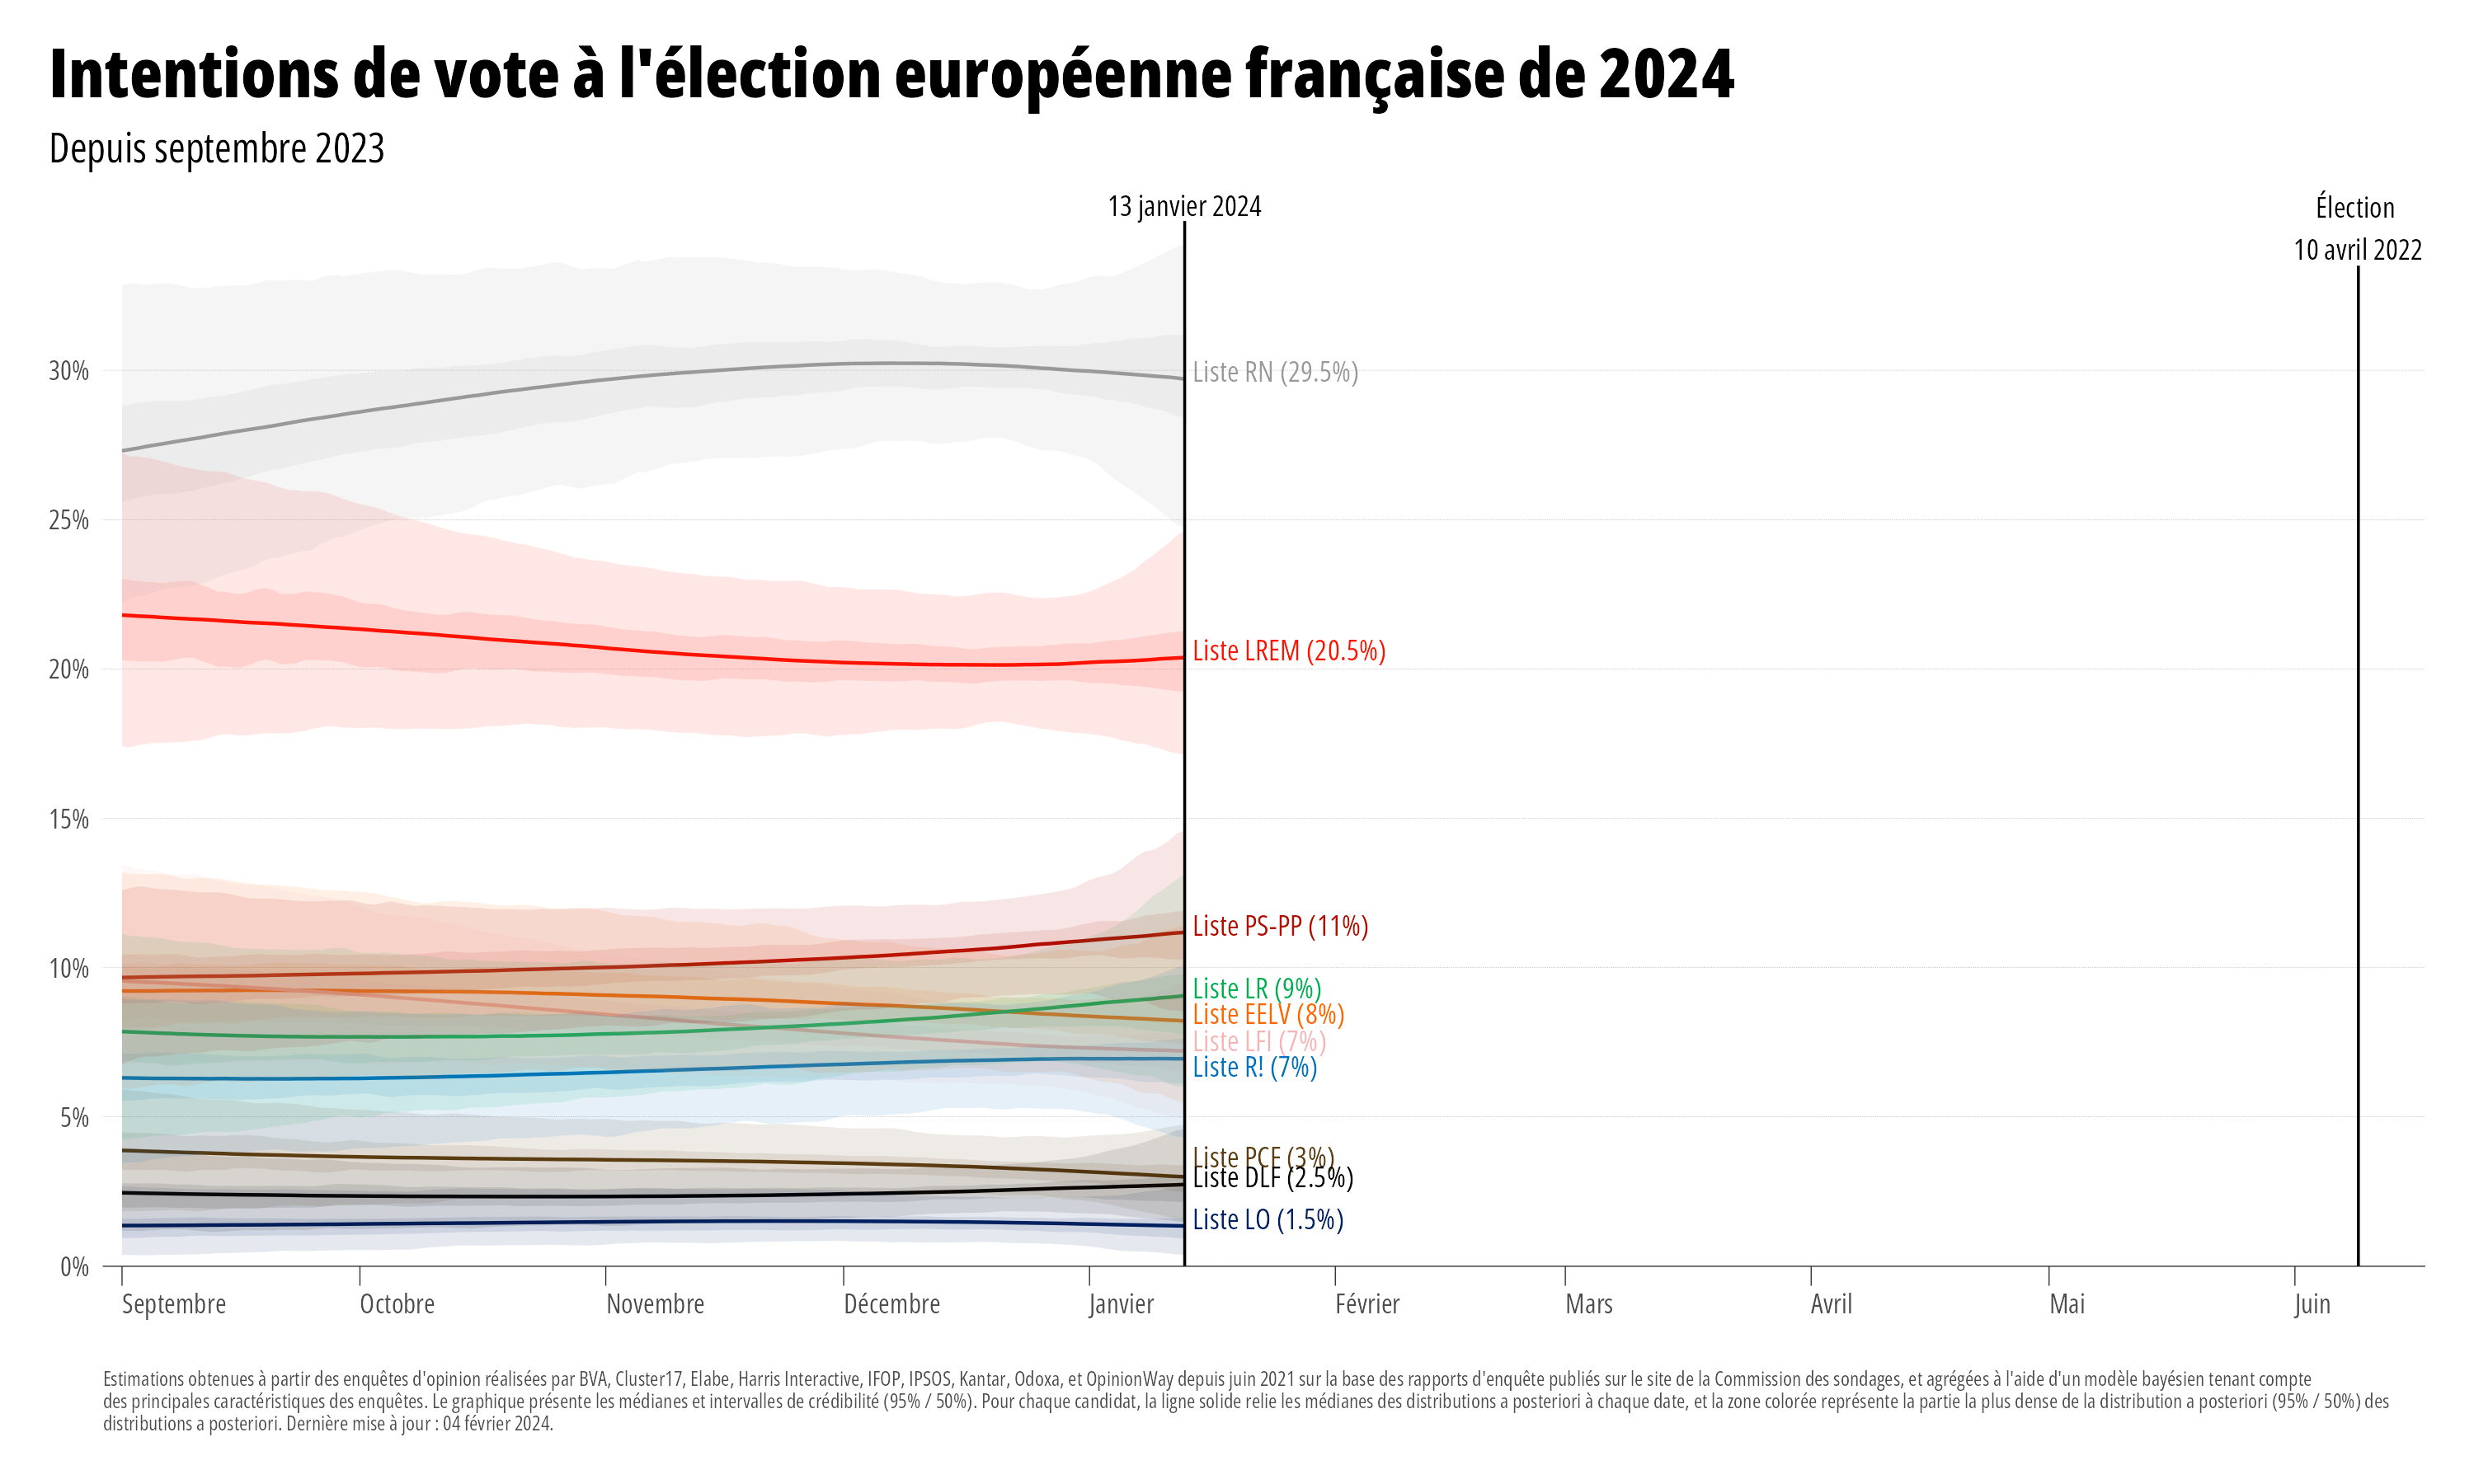 Intentions de vote à l'élection européenne française de 2024
Depuis septembre 2023
13 janvier 2024
Élection
10 avril 2022
30%
25%
20%
15%
10%
5%
0%
Liste RN (29.5%)
Liste LREM (20.5%)
Liste PS-PP (11%)
Liste LR (9%)
Liste EELV (8%)
Liste LFI (7%)
Liste R! (7%)
Liste PCF (3%)
Liste DLF (2.5%)
Liste LO (1.5%)
Septembre
Octobre
Novembre
Décembre
Janvier
Février
Mars
Avril
Mai
Juin
Estimations obtenues à partir des enquêtes d'opinion réalisées par BVA, Cluster17, Elabe, Harris Interactive, IFOP, IPSOS, Kantar, Odoxa, et OpinionWay depuis juin 2021 sur la base des rapports d'enquête publiés sur le site de la Commission des sondages, et agrégées à l'aide d'un modèle bayésien tenant compte
des principales caractéristiques des enquêtes. Le graphique présente les médianes et intervalles de crédibilité (95% / 50%). Pour chaque candidat, la ligne solide relie les médianes des distributions a posteriori à chaque date, et la zone colorée représente la partie la plus dense de la distribution a posteriori (95% / 50%) des
distributions a posteriori. Dernière mise à jour : 04 février 2024.